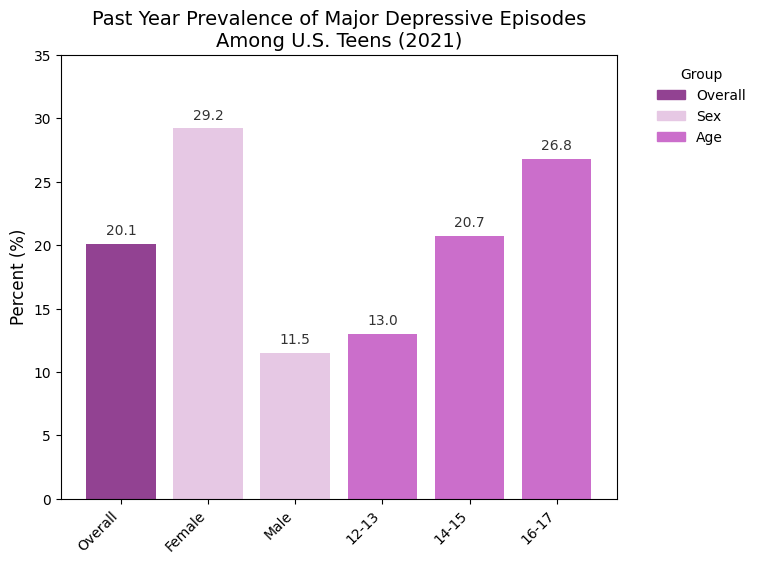 Past Year Prevalence of Major Depressive Episodes
Among U.S. Teens (2021)
Percent (%)
35
30
25
20
15
10
5
0
20.1
29.2
11.5
13.0
20.7
26.8
Overall
Female
Male
12-13
14-15
16-17
Group
Overall
Sex
Age